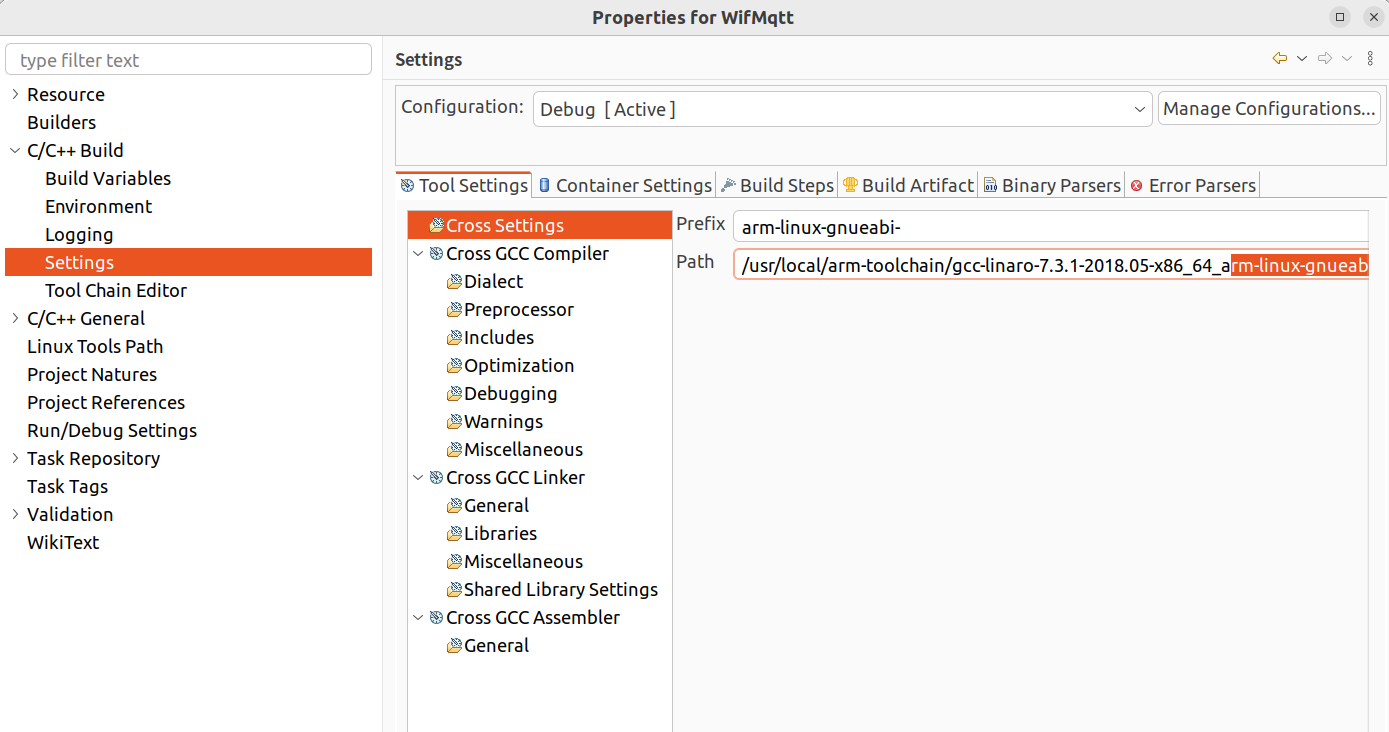 Properties for WifMqtt
type filter text
Resource
Builders
C/C++ Build
Build Variables
Environment
Logging
Settings
Tool Chain Editor
C/C++ General
Linux Tools Path
Project Natures
Project References
Run/Debug Settings
Task Repository
Task Tags
Validation
WikiText
Settings
Configuration: Debug [ Active ] Manage Configurations...
Tool Settings Container Settings Build Steps Build Artifact Binary Parsers Error Parsers
Cross Settings
Cross GCC Compiler
Dialect
Preprocessor
Includes
Optimization
Debugging
Warnings
Miscellaneous
Cross GCC Linker
General
Libraries
Miscellaneous
Shared Library Settings
Cross GCC Assembler
General
Prefix arm-linux-gnueabi-
Path /usr/local/arm-toolchain/gcc-linaro-7.3.1-2018.05-x86_64_arm-linux-gnueab